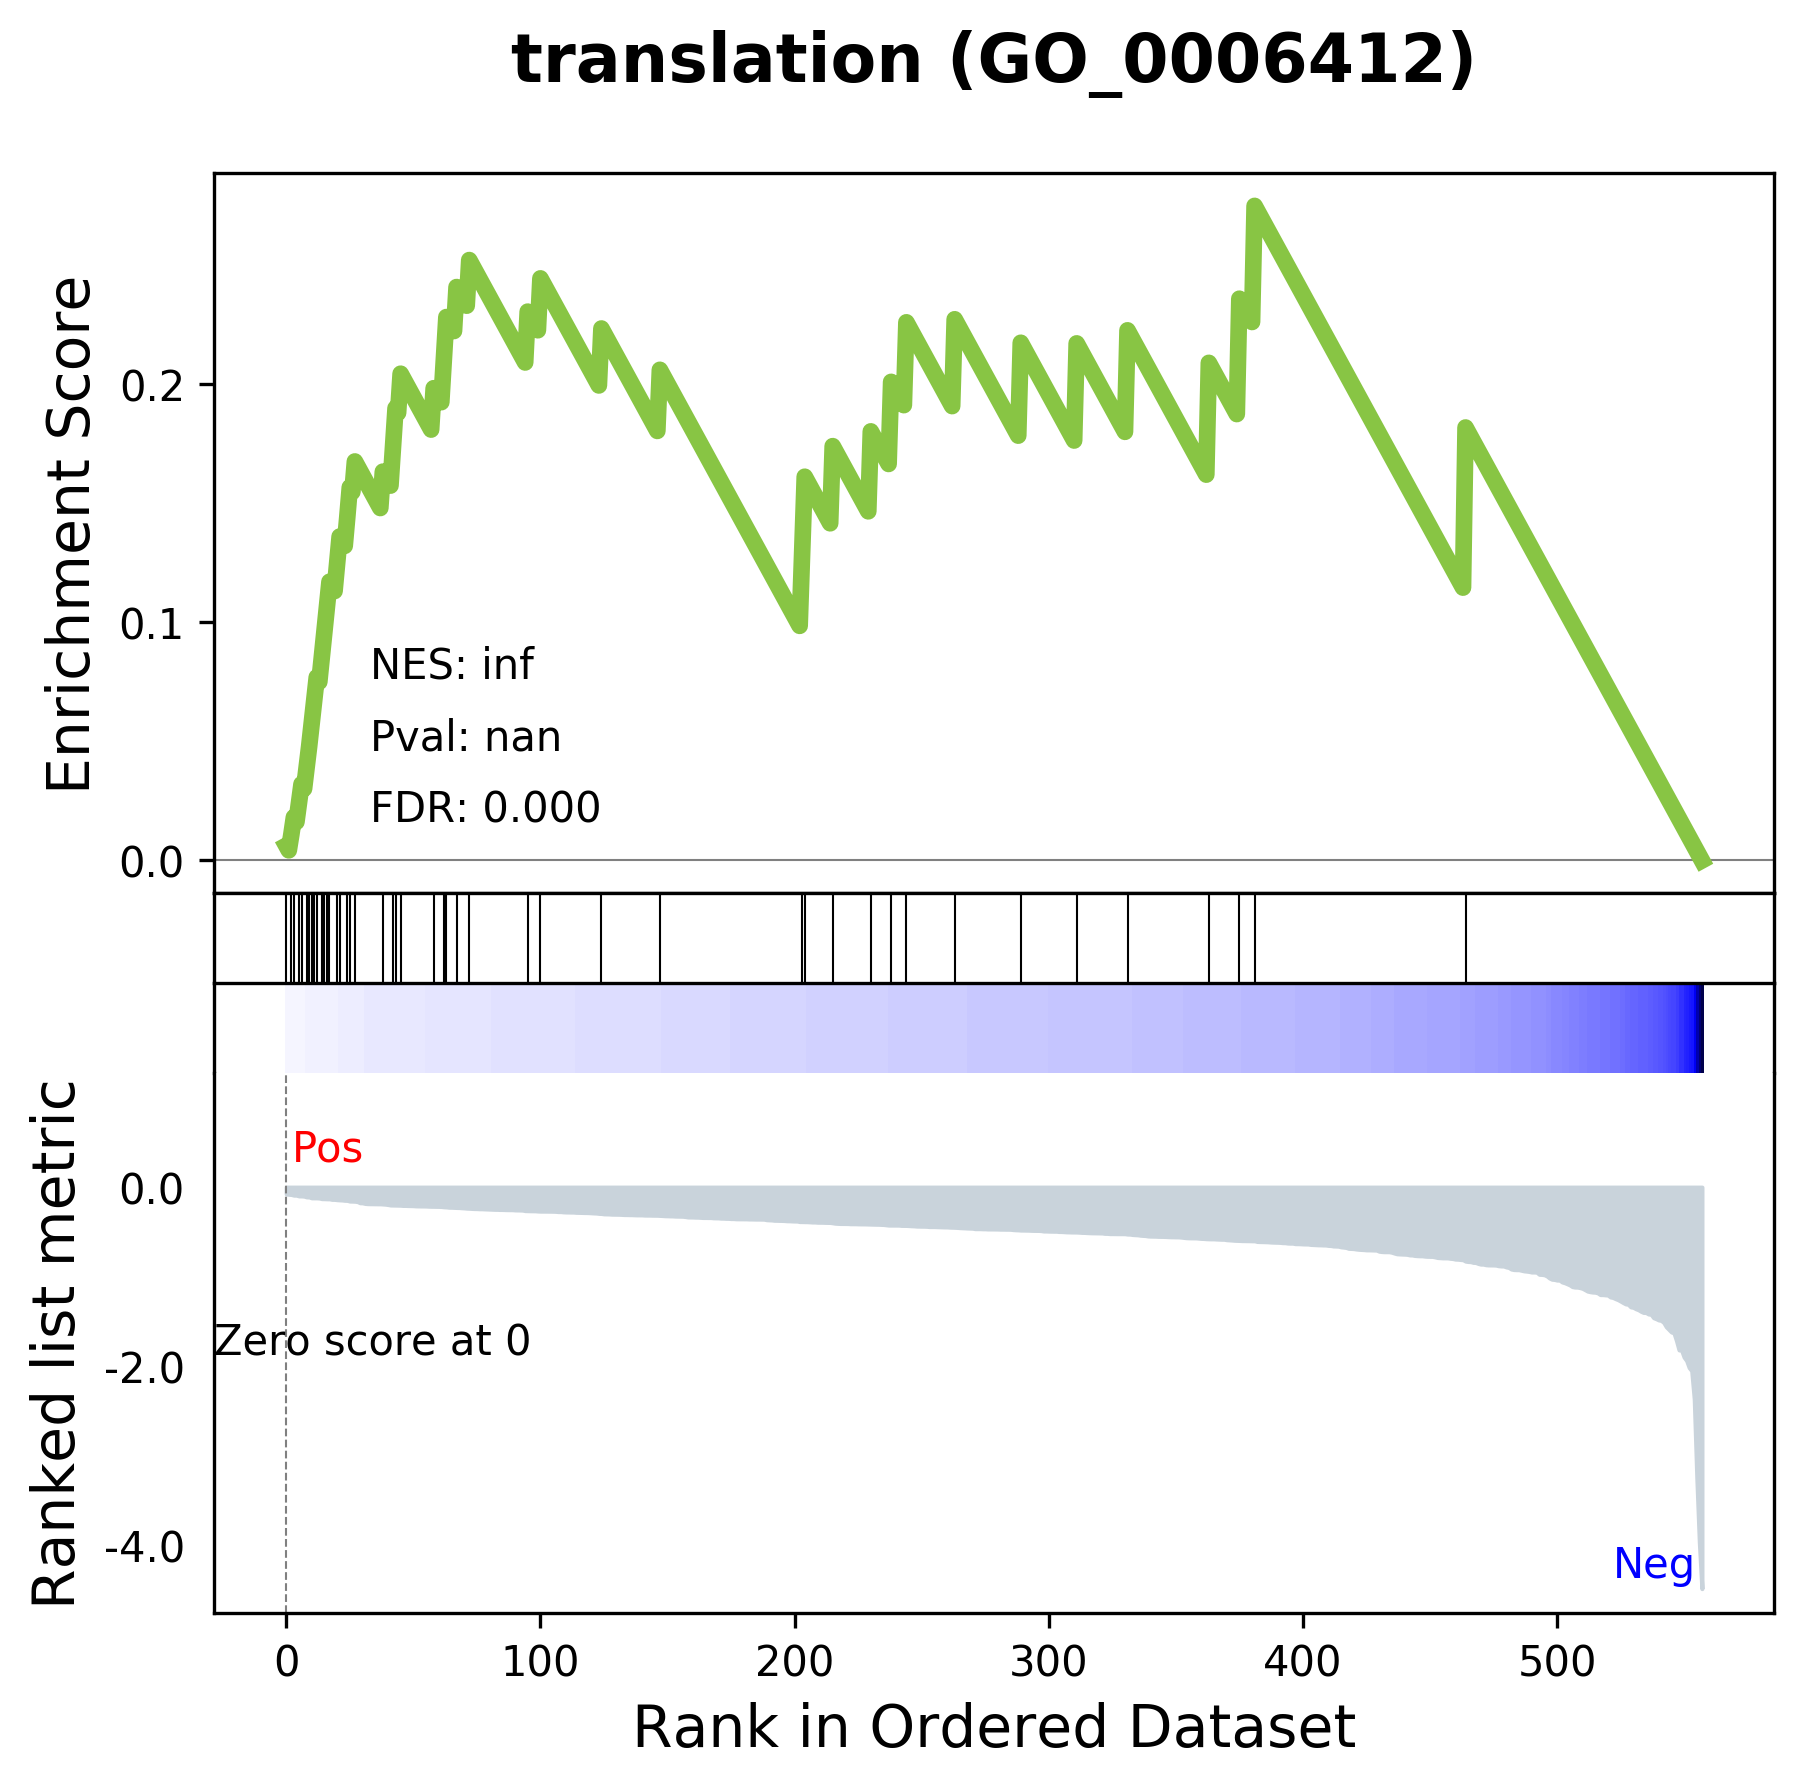 translation (GO_0006412)
Enrichment Score
0.2
0.1
0.0
NES: inf
Pval: nan
FDR: 0.000
Ranked list metric
Pos
0.0
Zero score at 0
-2.0
-4.0
Neg
0 100 200 300 400 500
Rank in Ordered Dataset